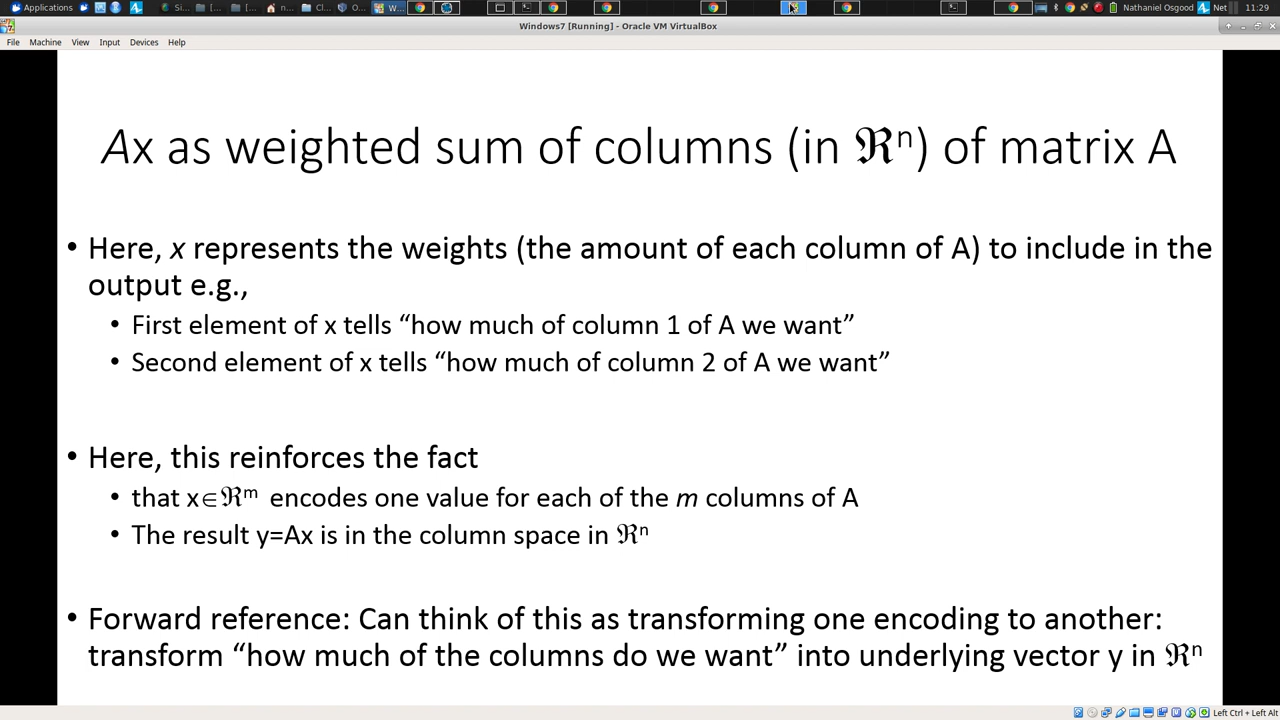 Applications Si... [... [... n... Cl... O... W... Nathaniel Osgood Net 11:29
Windows7 [Running] - Oracle VM VirtualBox
File Machine View Input Devices Help
Ax as weighted sum of columns (in ℜⁿ) of matrix A
• Here, x represents the weights (the amount of each column of A) to include in the
output e.g.,
• First element of x tells “how much of column 1 of A we want”
• Second element of x tells “how much of column 2 of A we want”
• Here, this reinforces the fact
• that x∈ℜᵐ encodes one value for each of the m columns of A
• The result y=Ax is in the column space in ℜⁿ
• Forward reference: Can think of this as transforming one encoding to another:
transform “how much of the columns do we want” into underlying vector y in ℜⁿ
Left Ctrl + Left Alt